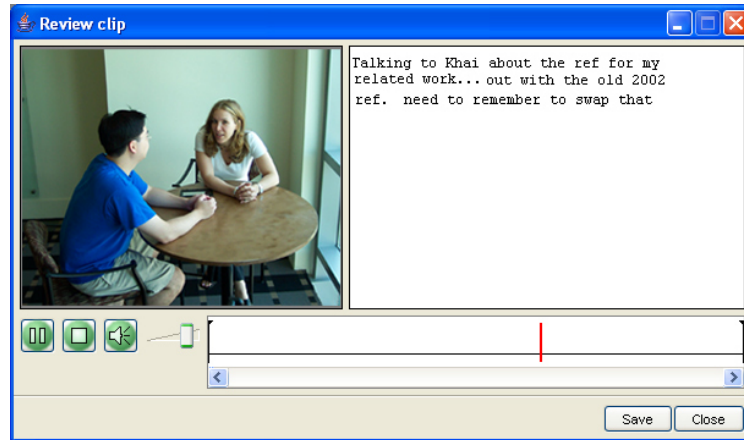 Review clip
Talking to Khai about the ref for my
related work... out with the old 2002
ref. need to remember to swap that
Save
Close